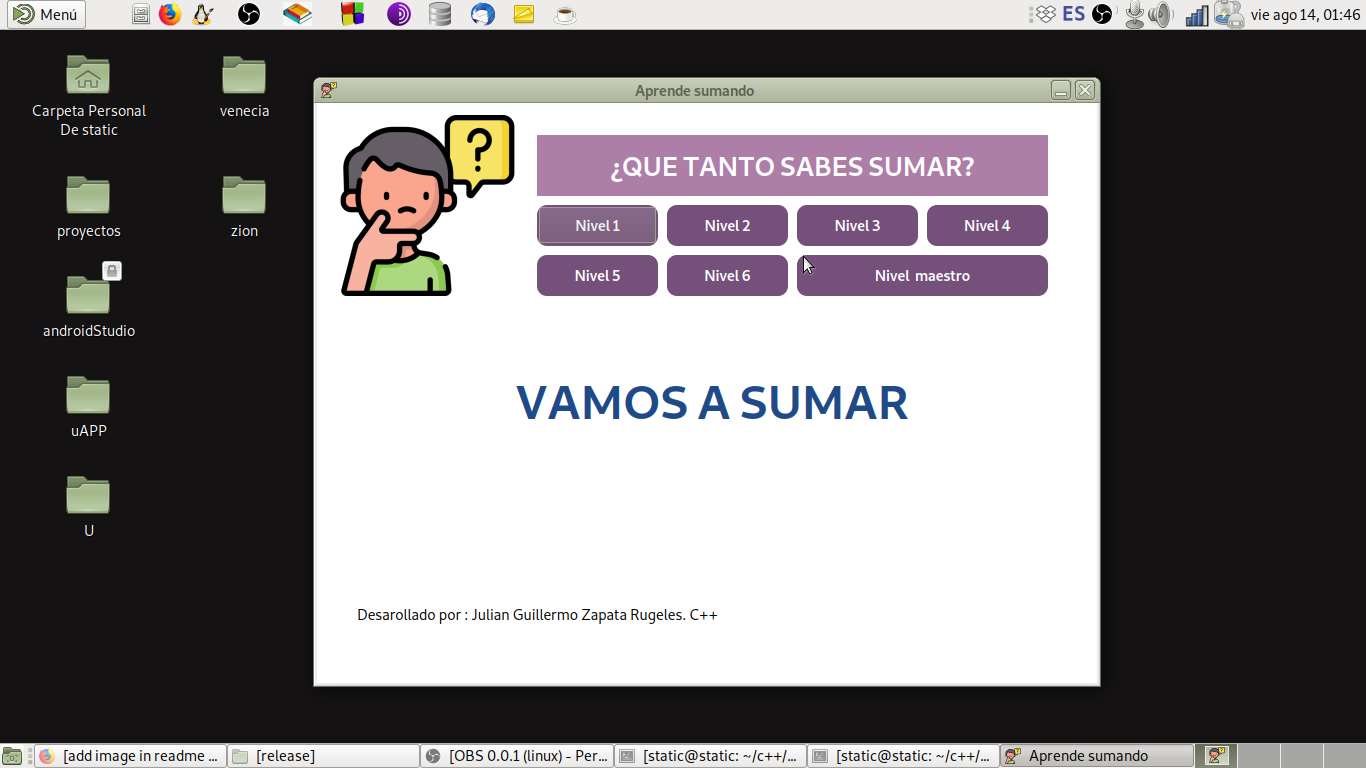 Menú
ES
vie ago 14, 01:46
Carpeta Personal
De static
venecia
proyectos
zion
androidStudio
uAPP
U
Aprende sumando
?
¿QUE TANTO SABES SUMAR?
Nivel 1
Nivel 2
Nivel 3
Nivel 4
Nivel 5
Nivel 6
Nivel maestro
VAMOS A SUMAR
Desarollado por : Julian Guillermo Zapata Rugeles. C++
[add image in readme ...
[release]
[OBS 0.0.1 (linux) - Per...
[static@static: ~/c++/...
[static@static: ~/c++/...
Aprende sumando